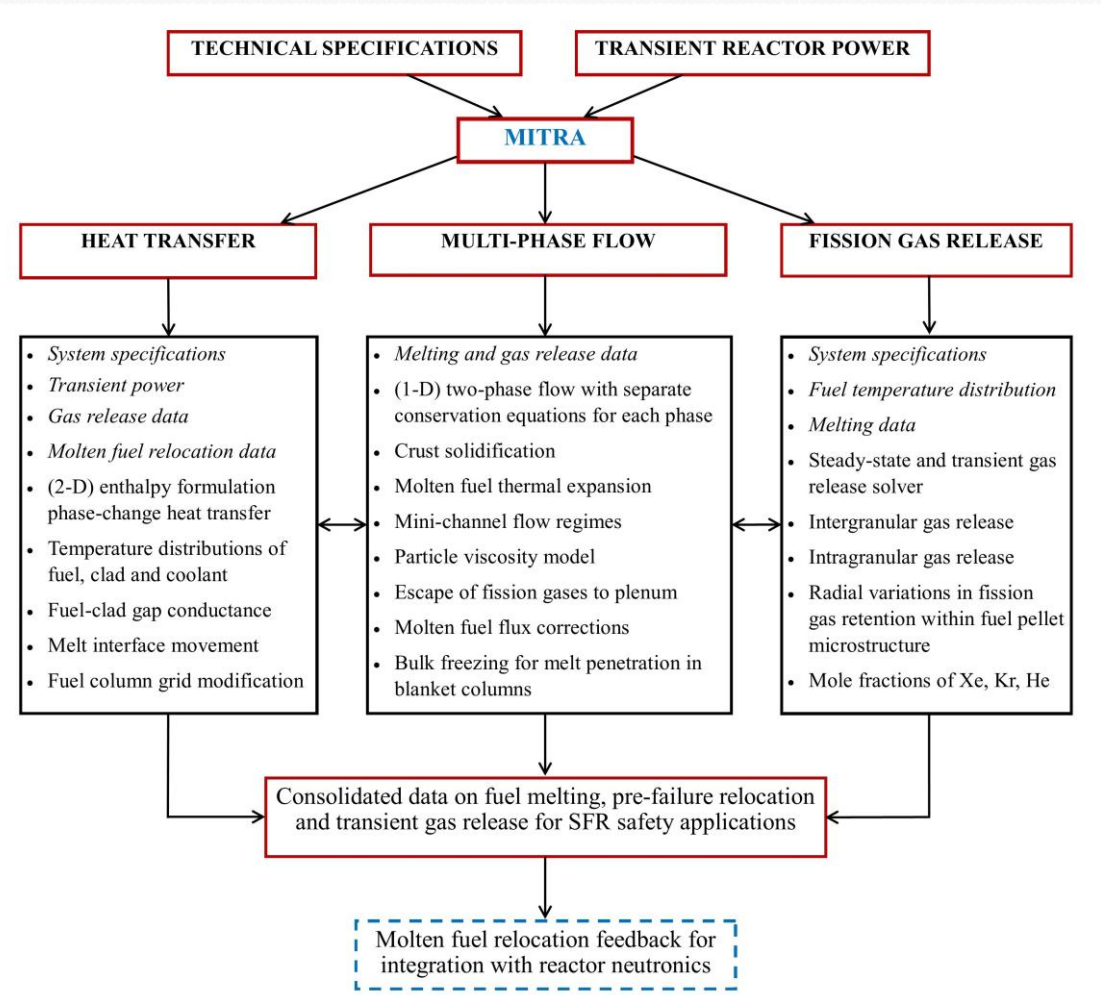 TECHNICAL SPECIFICATIONS
TRANSIENT REACTOR POWER
MITRA
HEAT TRANSFER
MULTI-PHASE FLOW
FISSION GAS RELEASE
• System specifications
• Transient power
• Gas release data
• Molten fuel relocation data
• (2-D) enthalpy formulation
phase-change heat transfer
• Temperature distributions of
fuel, clad and coolant
• Fuel-clad gap conductance
• Melt interface movement
• Fuel column grid modification
• Melting and gas release data
• (1-D) two-phase flow with separate
conservation equations for each phase
• Crust solidification
• Molten fuel thermal expansion
• Mini-channel flow regimes
• Particle viscosity model
• Escape of fission gases to plenum
• Molten fuel flux corrections
• Bulk freezing for melt penetration in
blanket columns
• System specifications
• Fuel temperature distribution
• Melting data
• Steady-state and transient gas
release solver
• Intergranular gas release
• Intragranular gas release
• Radial variations in fission
gas retention within fuel pellet
microstructure
• Mole fractions of Xe, Kr, He
Consolidated data on fuel melting, pre-failure relocation
and transient gas release for SFR safety applications
Molten fuel relocation feedback for
integration with reactor neutronics